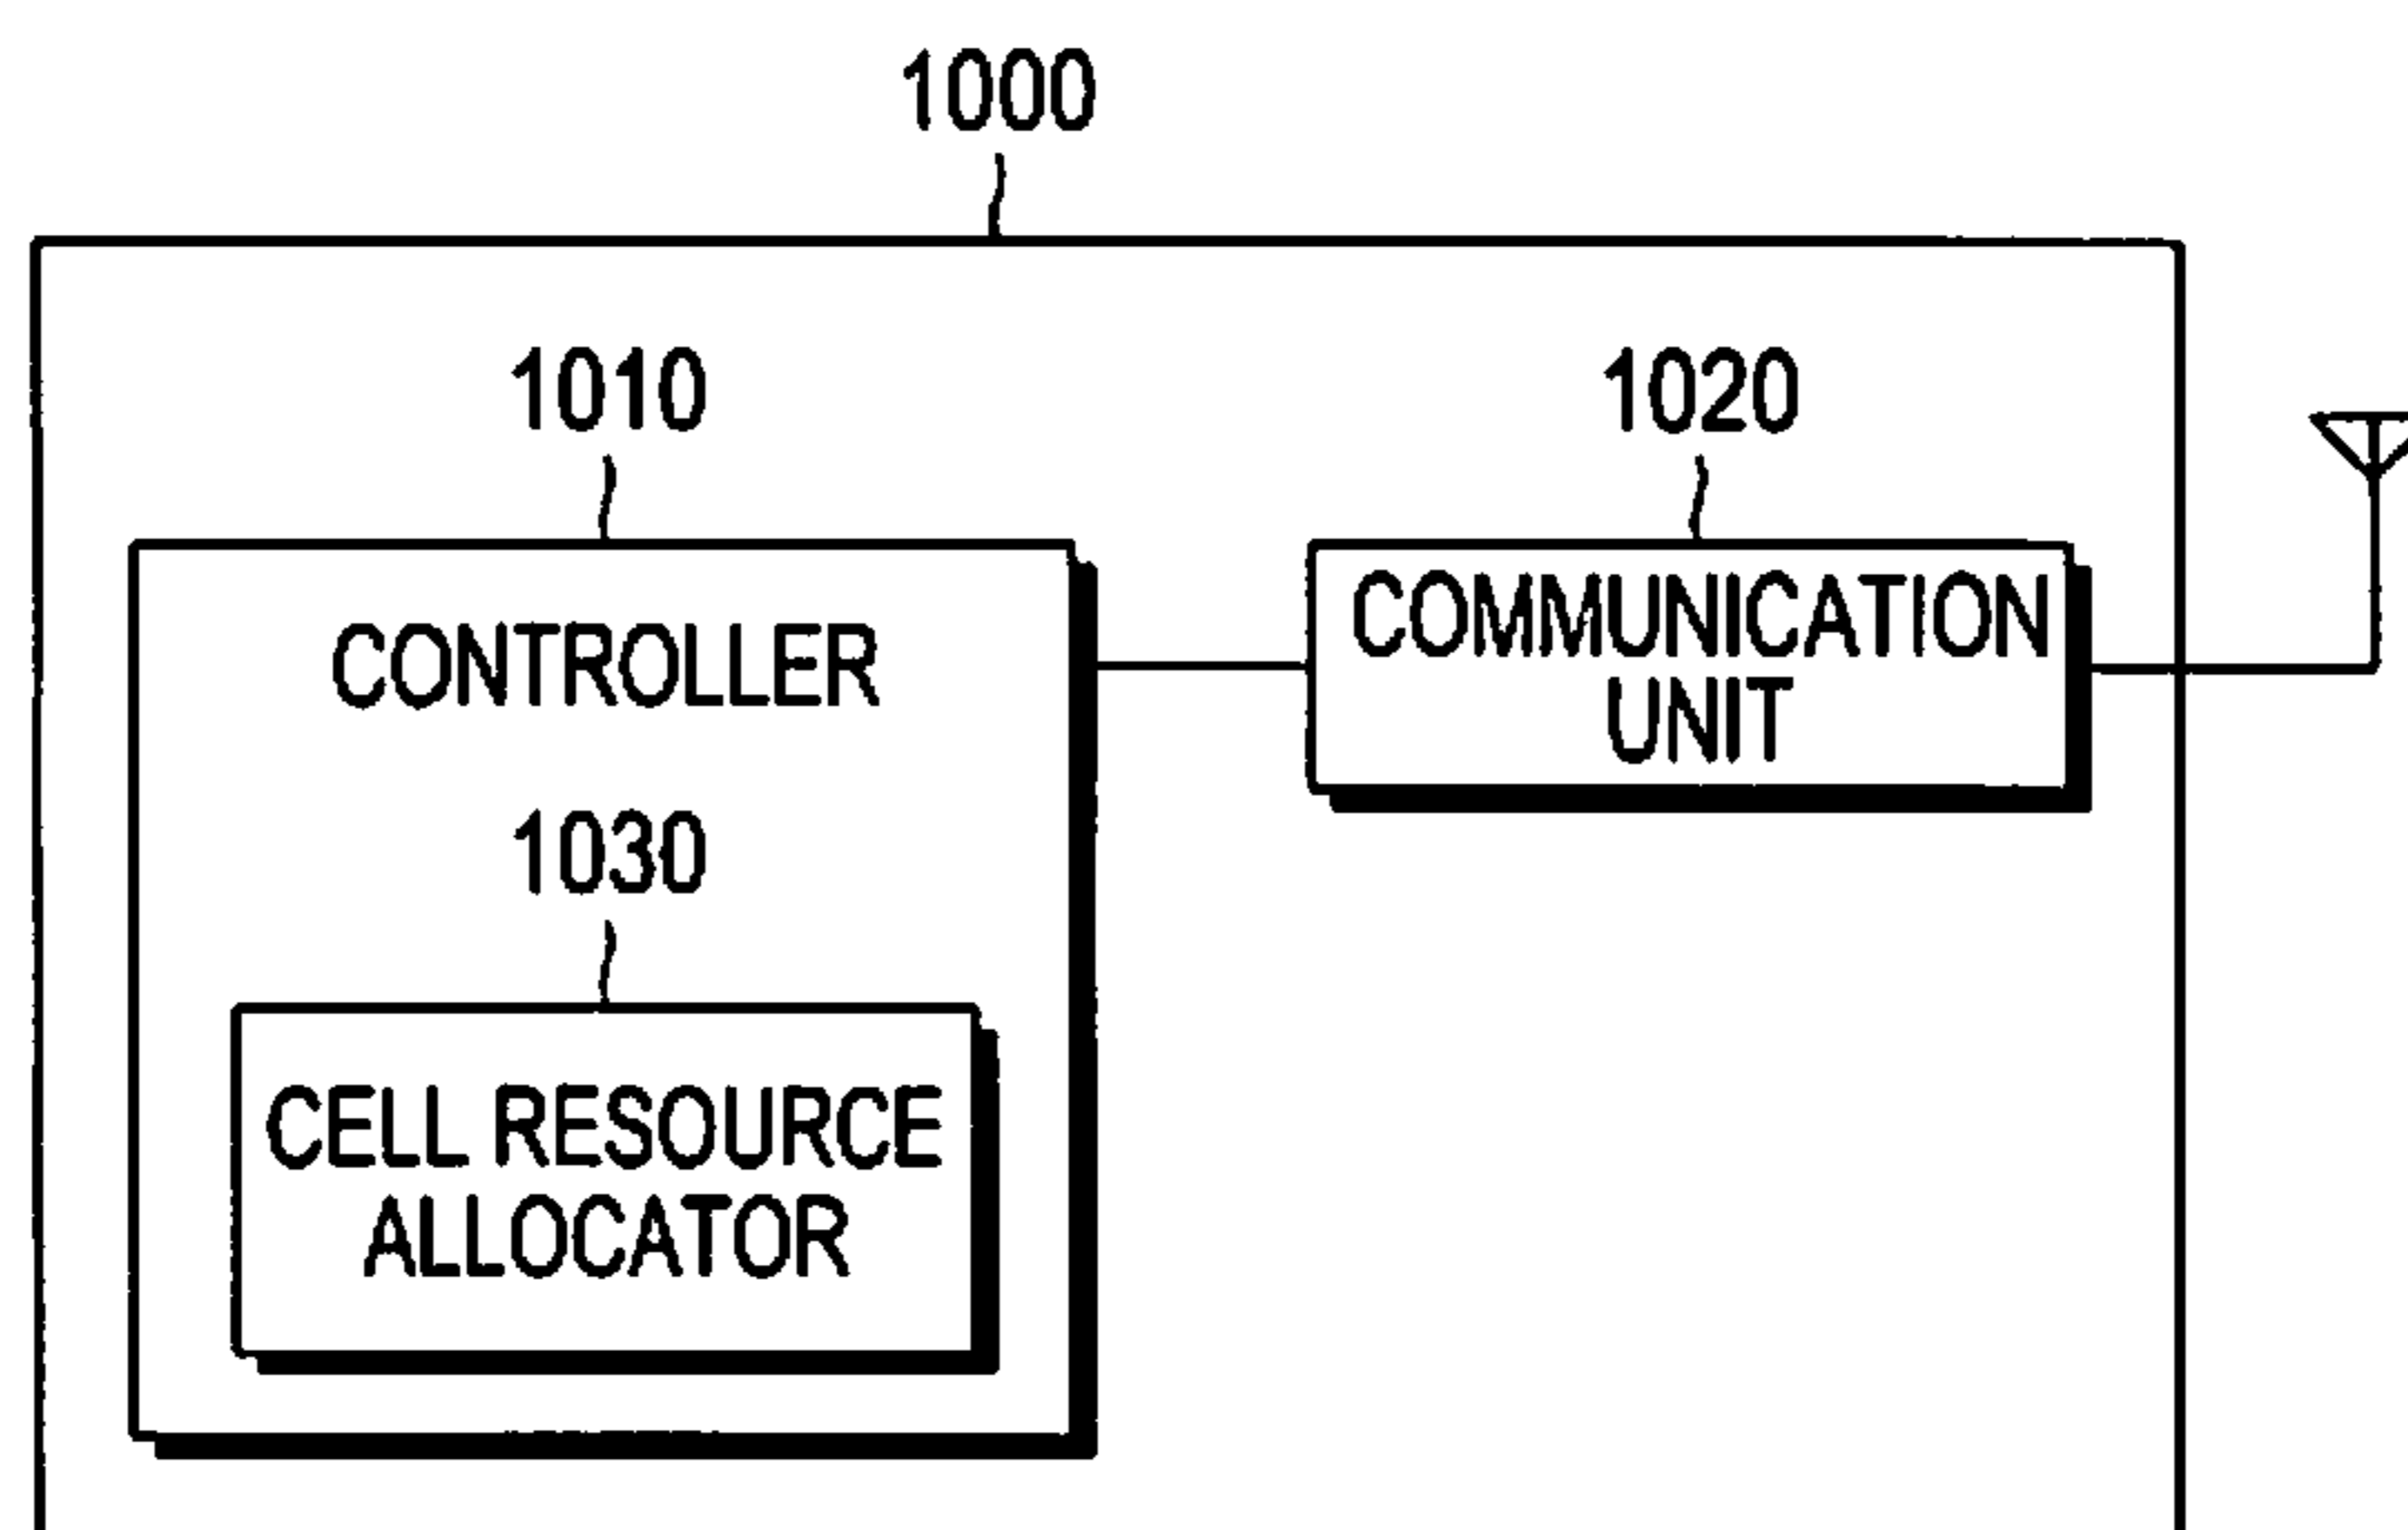 1000
1010
1020
CONTROLLER
COMMUNICATION
UNIT
1030
CELL RESOURCE
ALLOCATOR